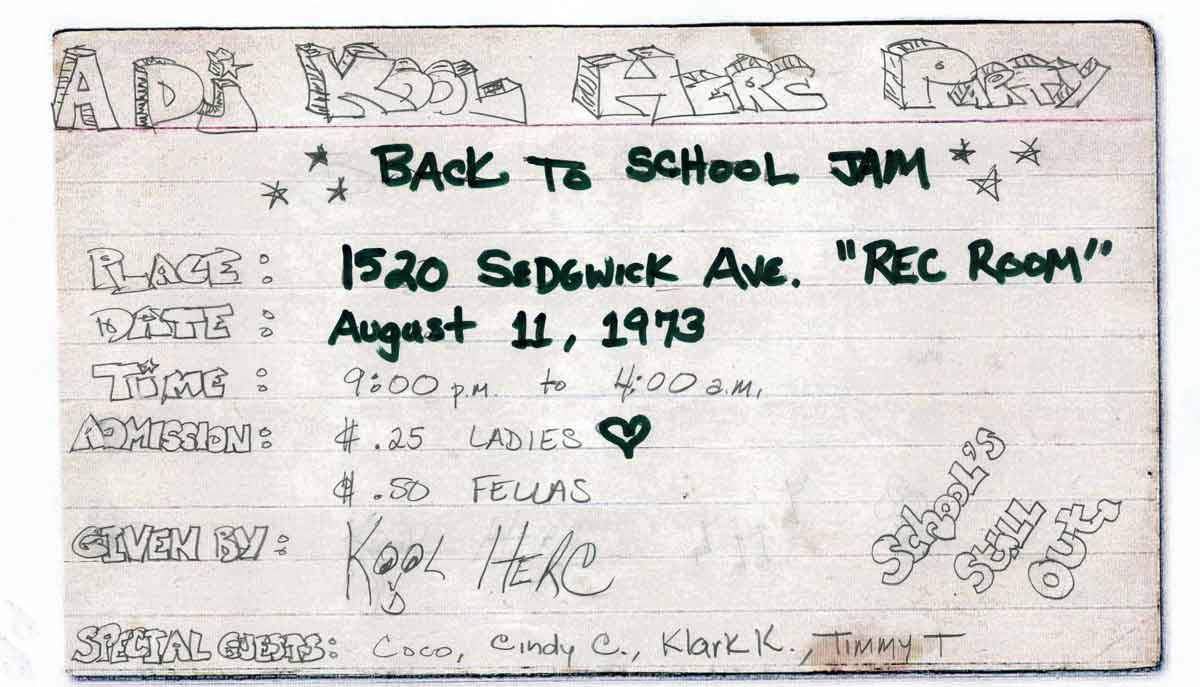 A DJ KOOL HERC PARTY
BACK TO SCHOOL JAM
PLACE: 1520 SEDGWICK AVE. "REC ROOM"
DATE: August 11, 1973
TIME: 9:00 p.m. to 4:00 a.m.
ADMISSION: $.25 LADIES ♥
$.50 FELLAS
GIVEN BY: KOOL HERC
SCHOOL'S
STILL
OUT.
SPECIAL GUESTS: Coco, Cindy C., Klark K., Timmy T